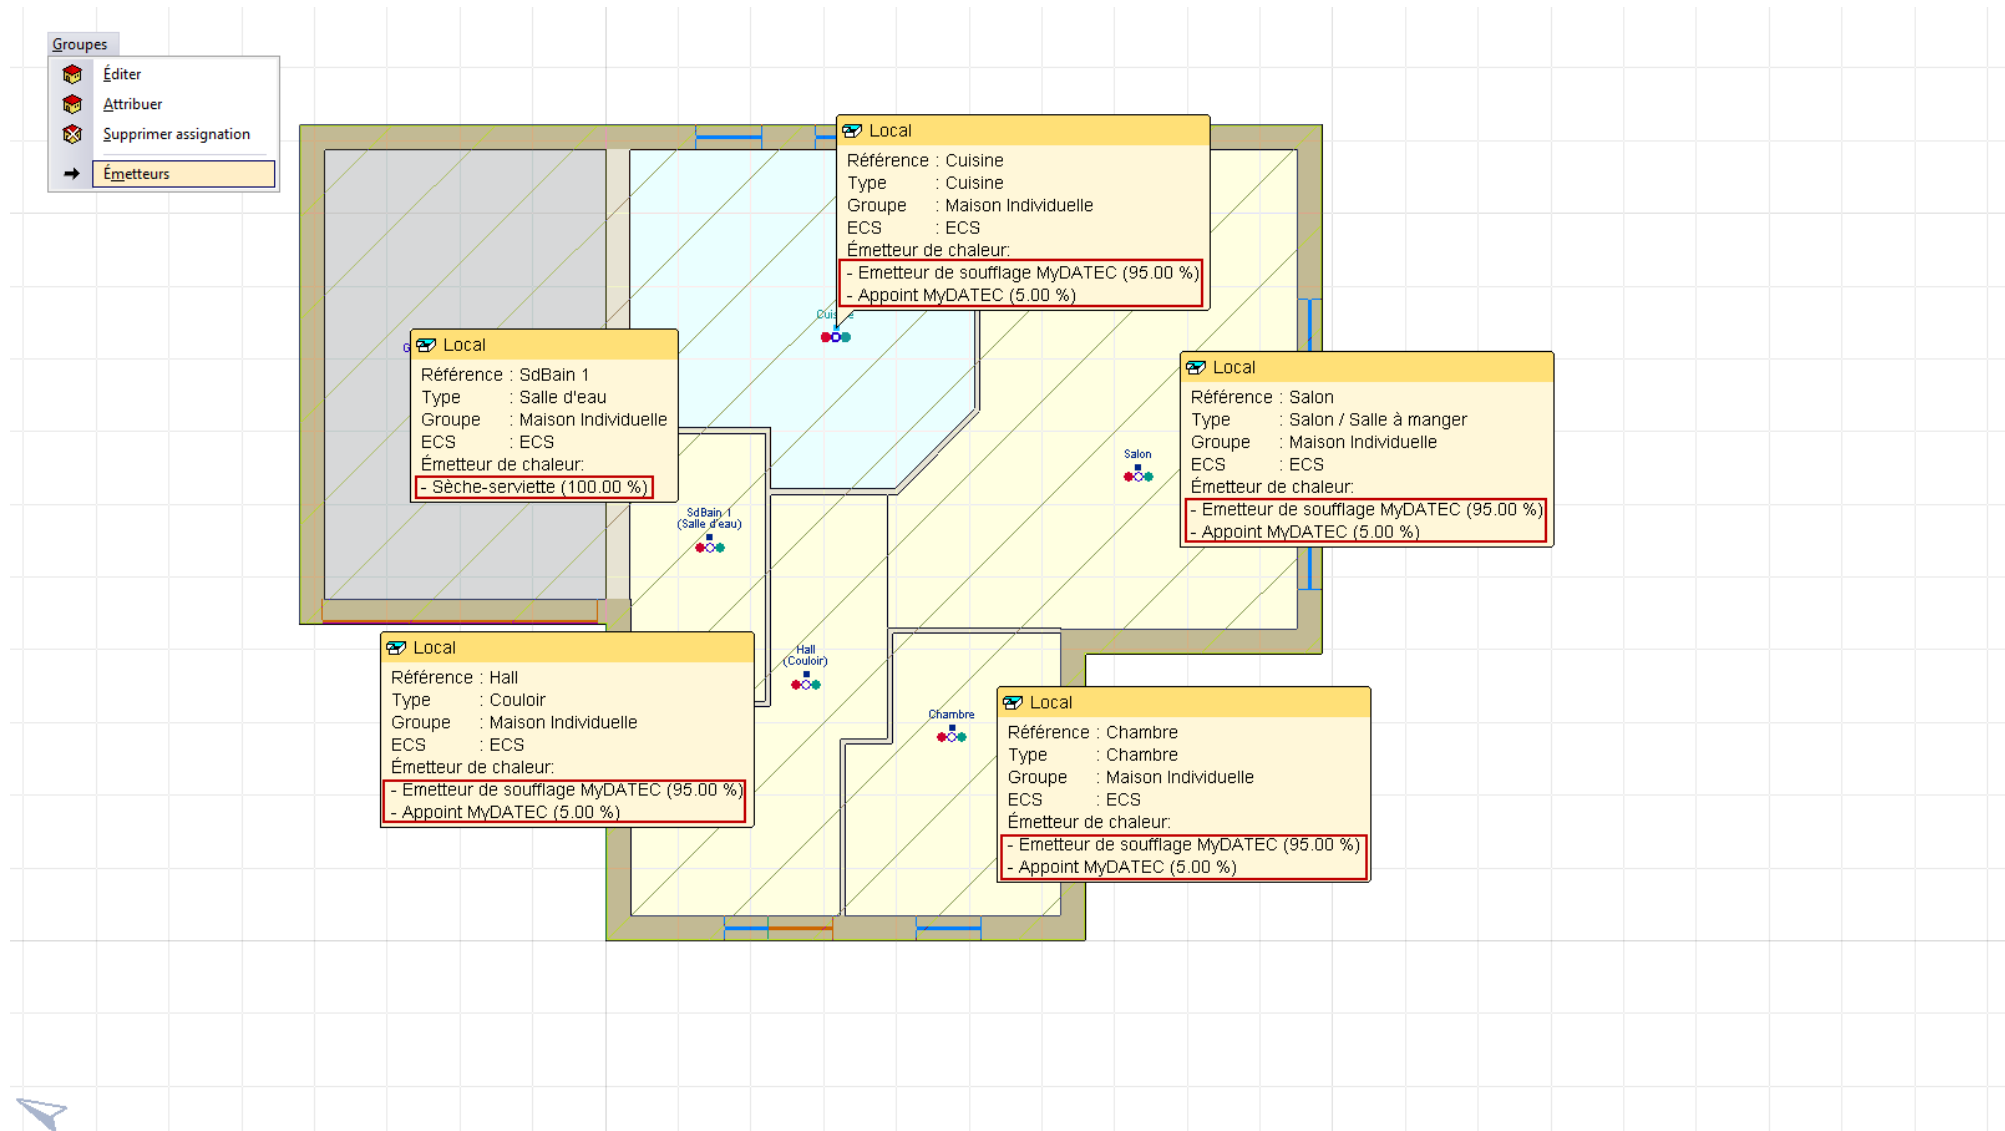 Groupes
Éditer
Attribuer
Supprimer assignation
Émetteurs
Local
Référence : Cuisine
Type : Cuisine
Groupe : Maison Individuelle
ECS : ECS
Émetteur de chaleur:
- Emetteur de soufflage MyDATEC (95.00 %)
- Appoint MyDATEC (5.00 %)
Local
Référence : SdBain 1
Type : Salle d'eau
Groupe : Maison Individuelle
ECS : ECS
Émetteur de chaleur:
- Sèche-serviette (100.00 %)
Local
Référence : Salon
Type : Salon / Salle à manger
Groupe : Maison Individuelle
ECS : ECS
Émetteur de chaleur:
- Emetteur de soufflage MyDATEC (95.00 %)
- Appoint MyDATEC (5.00 %)
Salon
SdBain 1
(Salle d'eau)
Hall
(Couloir)
Local
Référence : Hall
Type : Couloir
Groupe : Maison Individuelle
ECS : ECS
Émetteur de chaleur:
- Emetteur de soufflage MyDATEC (95.00 %)
- Appoint MyDATEC (5.00 %)
Chambre
Local
Référence : Chambre
Type : Chambre
Groupe : Maison Individuelle
ECS : ECS
Émetteur de chaleur:
- Emetteur de soufflage MyDATEC (95.00 %)
- Appoint MyDATEC (5.00 %)